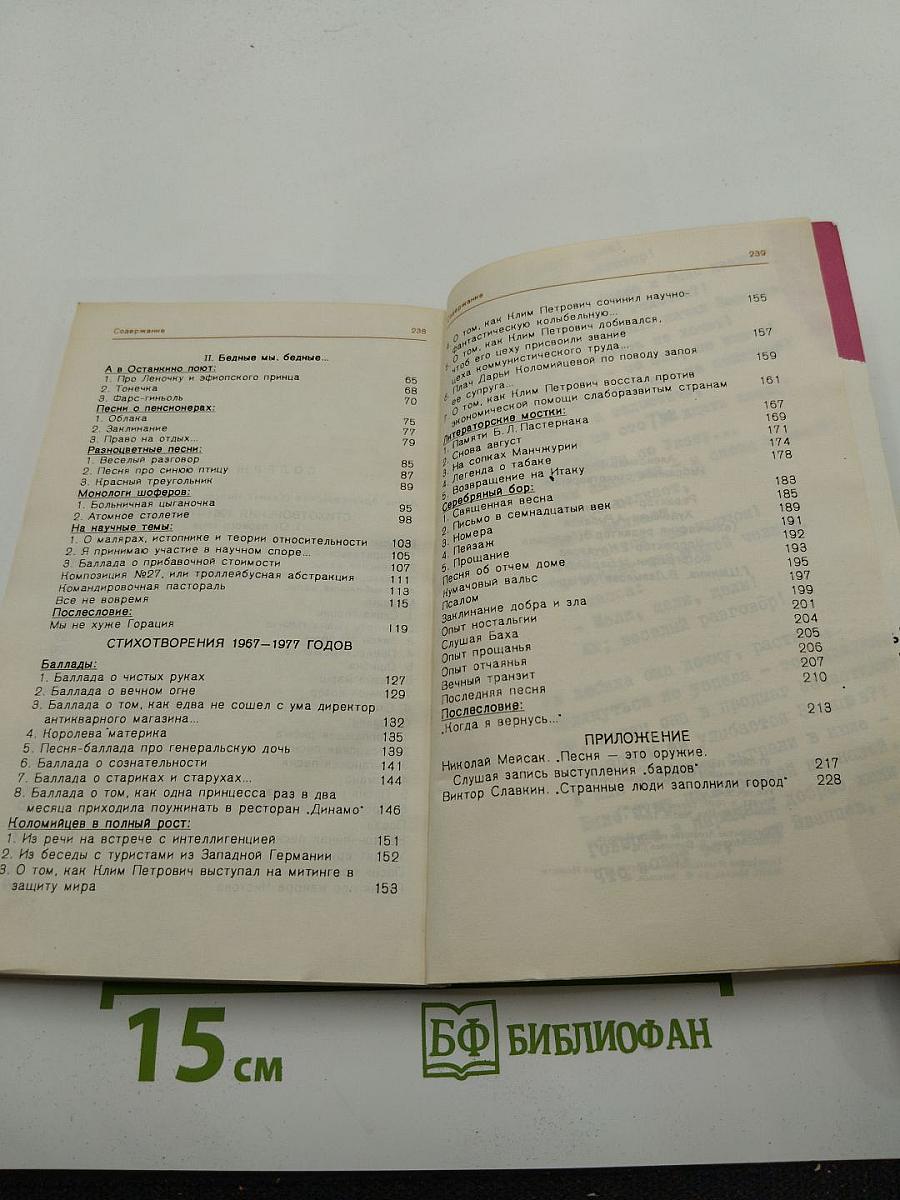 Содержание 238
II. Бедные мы, бедные...
А в Останкино поют:
1. Про Леночку и эфиопского принца 65
2. Тонечка 68
3. Фарс-гиньоль 70
Песни о пенсионерах:
1. Облака 75
2. Заклинание 77
3. Право на отдых... 79
Разноцветные песни:
1. Веселый разговор 85
2. Песня про синюю птицу 87
3. Красный треугольник 89
Монологи шоферов:
1. Больничная цыганочка 95
2. Атомное столетие 98
На научные темы:
1. О малярах, истопнике и теории относительности 103
2. Я принимаю участие в научном споре... 105
3. Баллада о прибавочной стоимости 107
Композиция №27, или троллейбусная абстракция 111
Командировочная пастораль 113
Все не вовремя 115
Послесловие:
Мы не хуже Горация 119
СТИХОТВОРЕНИЯ 1967—1977 ГОДОВ
Баллады:
1. Баллада о чистых руках 127
2. Баллада о вечном огне 129
3. Баллада о том, как едва не сошел с ума директор
антикварного магазина... 132
4. Королева материка 135
5. Песня-баллада про генеральскую дочь 139
6. Баллада о сознательности 141
7. Баллада о стариках и старухах... 144
8. Баллада о том, как одна принцесса раз в два
месяца приходила поужинать в ресторан „Динамо" 146
Коломийцев в полный рост:
1. Из речи на встрече с интеллигенцией 151
2. Из беседы с туристами из Западной Германии 152
3. О том, как Клим Петрович выступал на митинге в
защиту мира 153
Содержание 239
О том, как Клим Петрович сочинил научно-
фантастическую колыбельную... 155
О том, как Клим Петрович добивался,
чтоб его цеху присвоили звание
цеха коммунистического труда... 157
6. Плач Дарьи Коломийцевой по поводу запоя
ее супруга... 159
7. О том, как Клим Петрович восстал против
экономической помощи слаборазвитым странам 161
Литераторские мостки:
1. Памяти Б. Л. Пастернака 167
2. Снова август 169
3. На сопках Манчжурии 171
4. Легенда о табаке 174
5. Возвращение на Итаку 178
Серебряный бор:
1. Священная весна 183
2. Письмо в семнадцатый век 185
3. Номера 189
4. Пейзаж 191
5. Прощание 192
Песня об отчем доме 193
Кумачовый вальс 195
Псалом 197
Заклинание добра и зла 199
Опыт ностальгии 201
Слушая Баха 204
Опыт прощанья 205
Опыт отчаянья 206
Вечный транзит 207
Последняя песня 210
Послесловие:
„Когда я вернусь..." 213
ПРИЛОЖЕНИЕ
Николай Мейсак. „Песня — это оружие.
Слушая запись выступления „бардов" 217
Виктор Славкин. „Странные люди заполнили город" 228
15 см
БФ БИБЛИОФАН